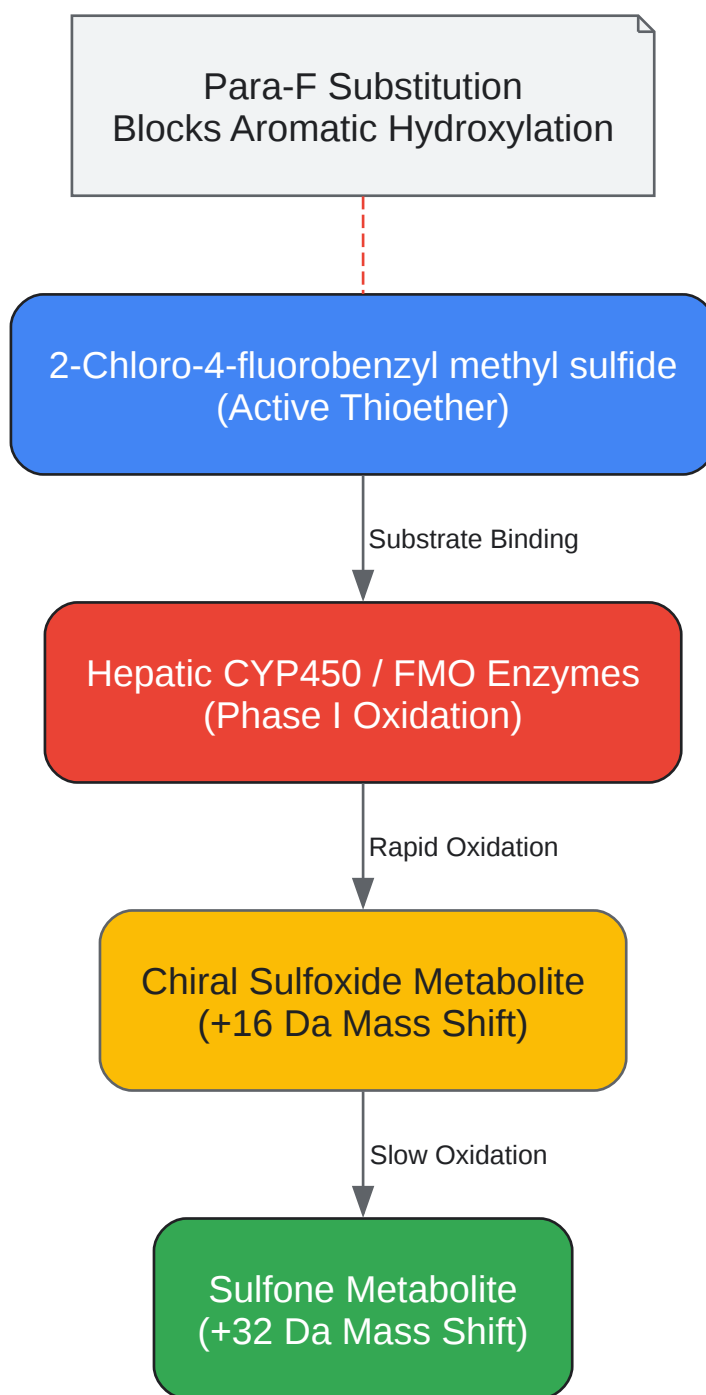 Para-F Substitution
Blocks Aromatic Hydroxylation
2-Chloro-4-fluorobenzyl methyl sulfide
(Active Thioether)
Substrate Binding
Hepatic CYP450 / FMO Enzymes
(Phase I Oxidation)
Rapid Oxidation
Chiral Sulfoxide Metabolite
(+16 Da Mass Shift)
Slow Oxidation
Sulfone Metabolite
(+32 Da Mass Shift)